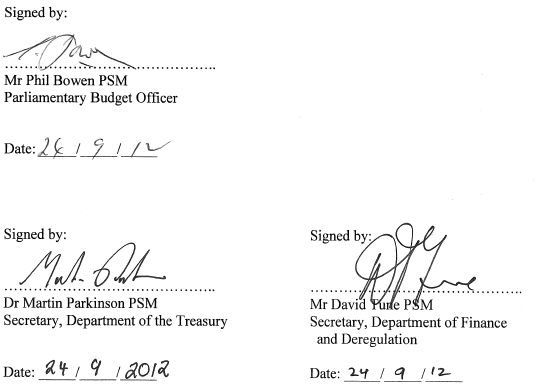 Signed by:
Mr Phil Bowen PSM
Parliamentary Budget Officer
Date: 24 / 9 / 12
Signed by:
Dr Martin Parkinson PSM
Secretary, Department of the Treasury
Date: 24 / 9 / 2012
Signed by:
Mr David Tune PSM
Secretary, Department of Finance
and Deregulation
Date: 24 / 9 / 12